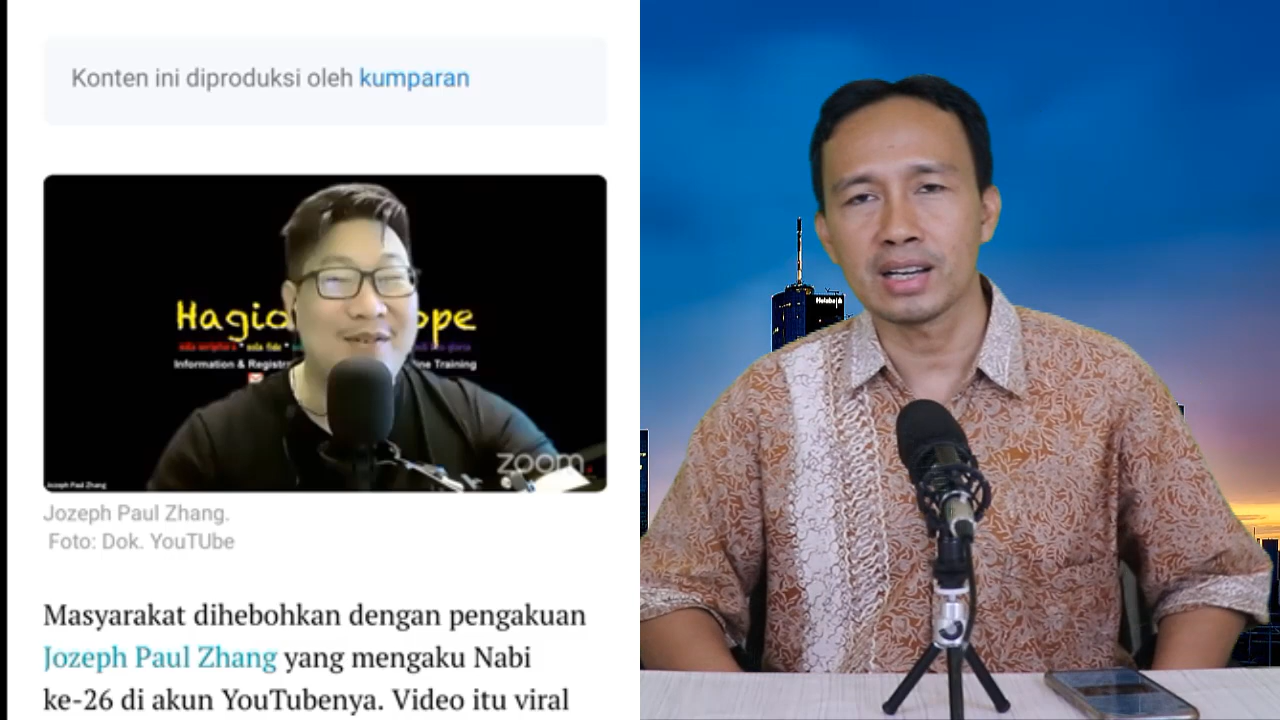 Konten ini diproduksi oleh kumparan
Hagio ope
Information & Registr ne Training
zoom
Jozeph Paul Zhang
Jozeph Paul Zhang.
Foto: Dok. YouTUbe
Masyarakat dihebohkan dengan pengakuan
Jozeph Paul Zhang yang mengaku Nabi
ke-26 di akun YouTubenya. Video itu viral